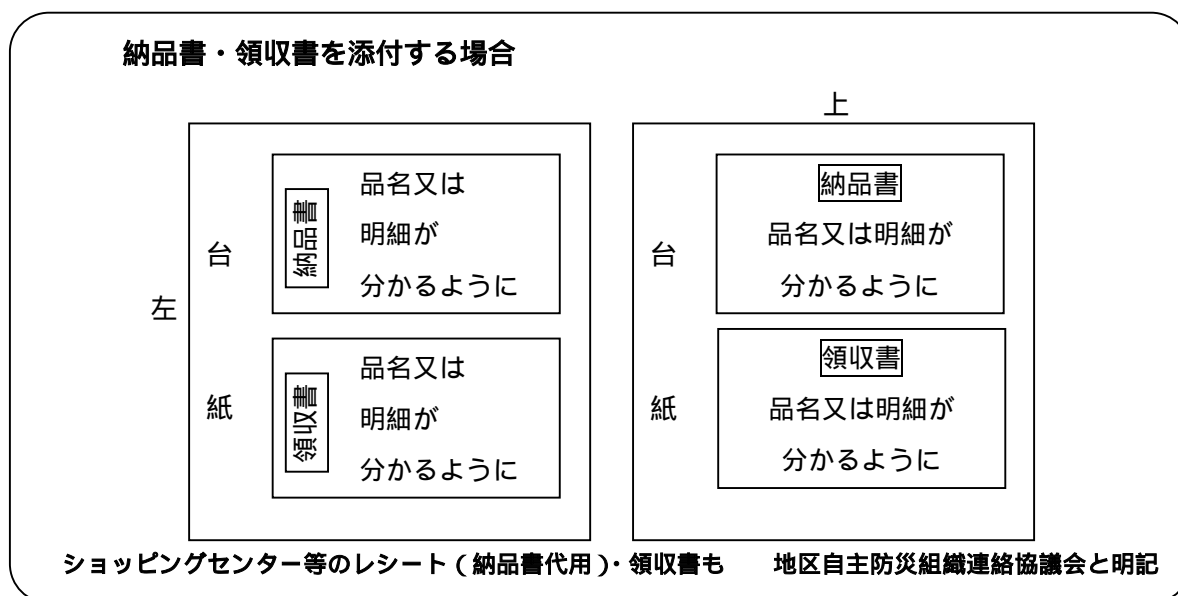 納品書・領収書を添付する場合
左
台
紙
納品書
品名又は
明細が
分かるように
領収書
品名又は
明細が
分かるように
上
台
紙
納品書
品名又は明細が
分かるように
領収書
品名又は明細が
分かるように
ショッピングセンター等のレシート(納品書代用)・領収書も 地区自主防災組織連絡協議会と明記